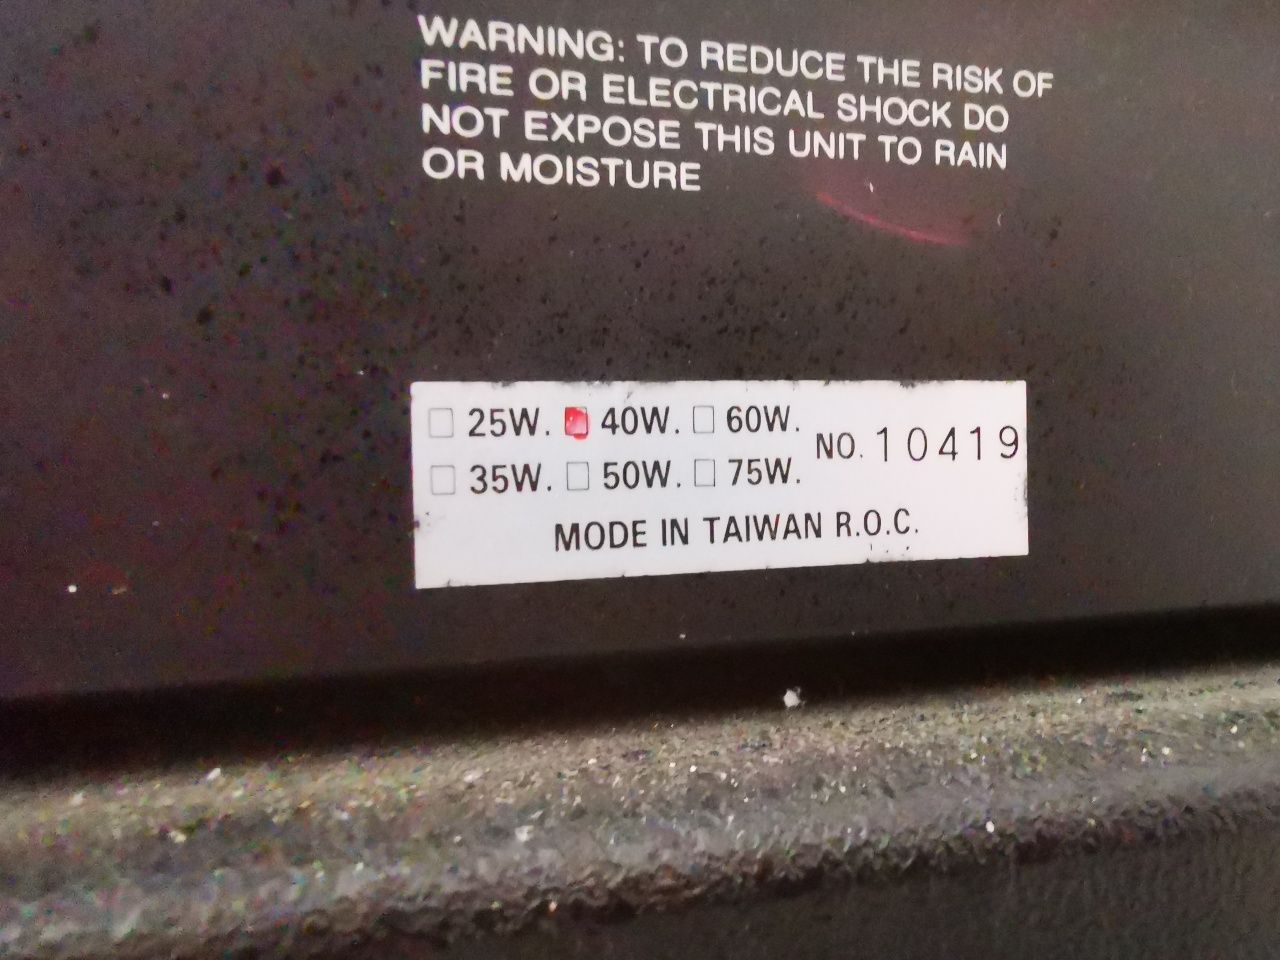 WARNING: TO REDUCE THE RISK OF
FIRE OR ELECTRICAL SHOCK DO
NOT EXPOSE THIS UNIT TO RAIN
OR MOISTURE
25W. 40W. 60W.
NO. 10419
35W. 50W. 75W.
MODE IN TAIWAN R.O.C.